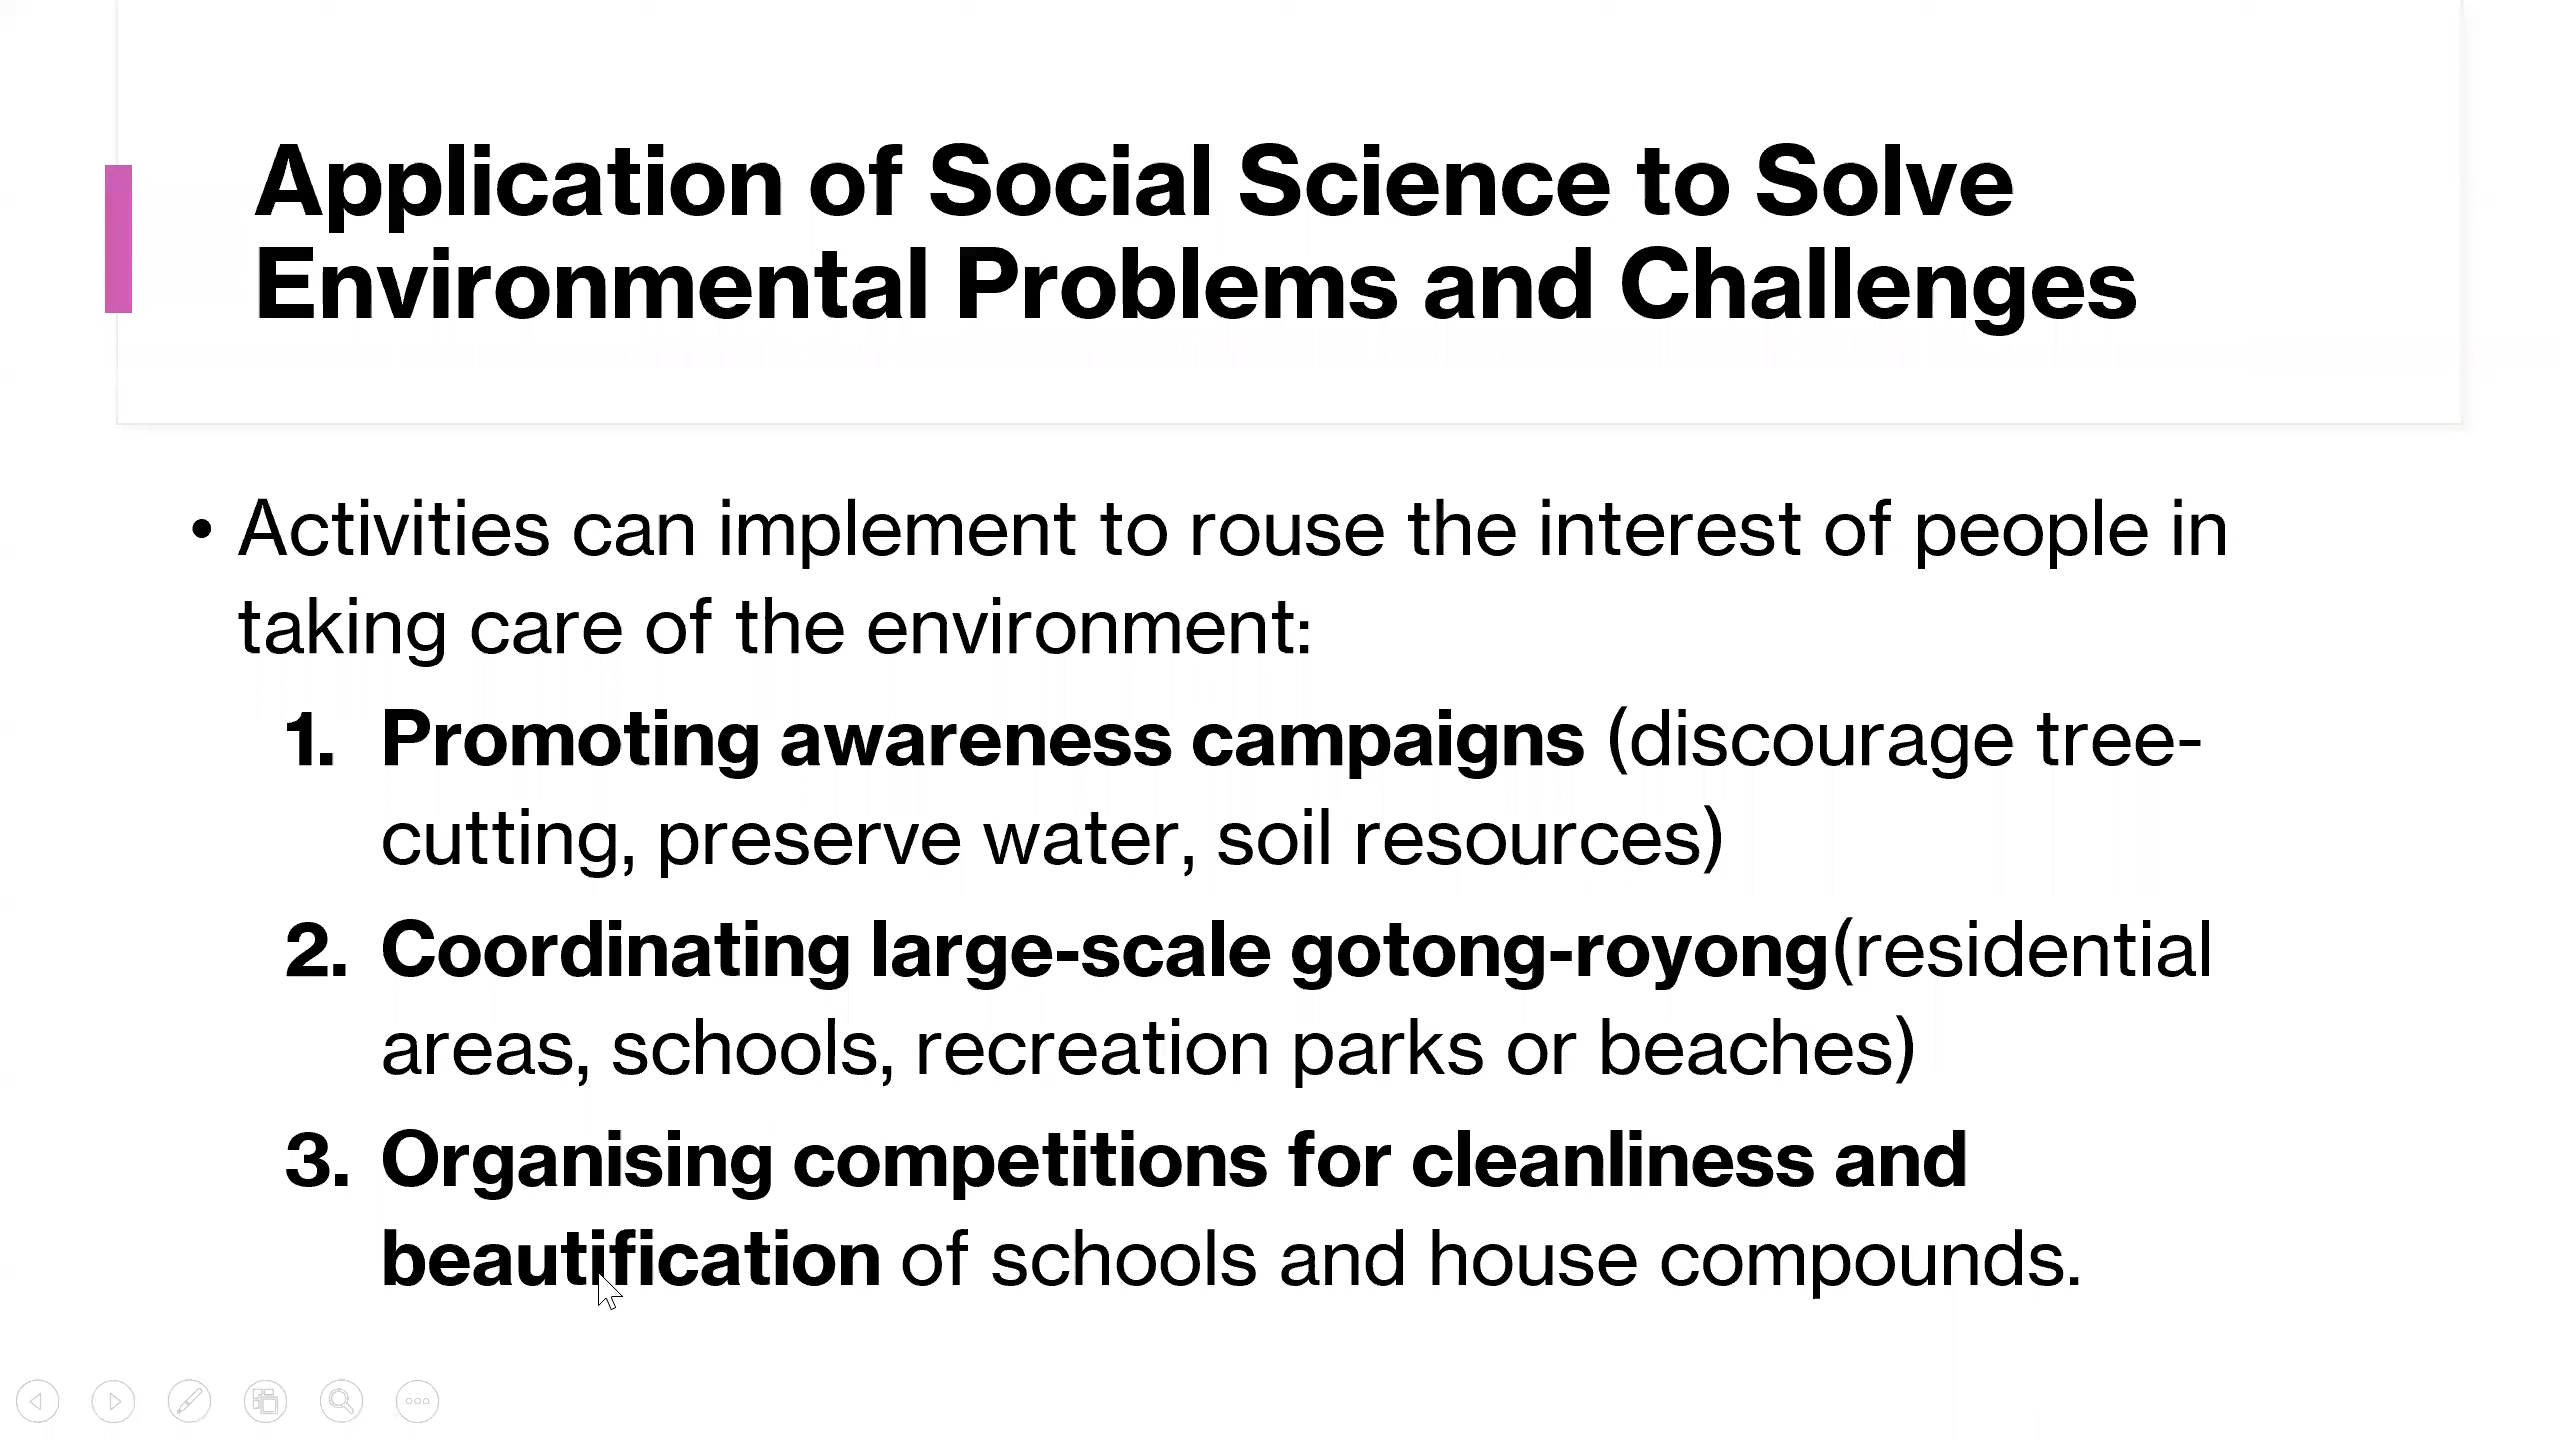 Application of Social Science to Solve
Environmental Problems and Challenges
• Activities can implement to rouse the interest of people in
taking care of the environment:
1. Promoting awareness campaigns (discourage tree-
cutting, preserve water, soil resources)
2. Coordinating large-scale gotong-royong(residential
areas, schools, recreation parks or beaches)
3. Organising competitions for cleanliness and
beautification of schools and house compounds.